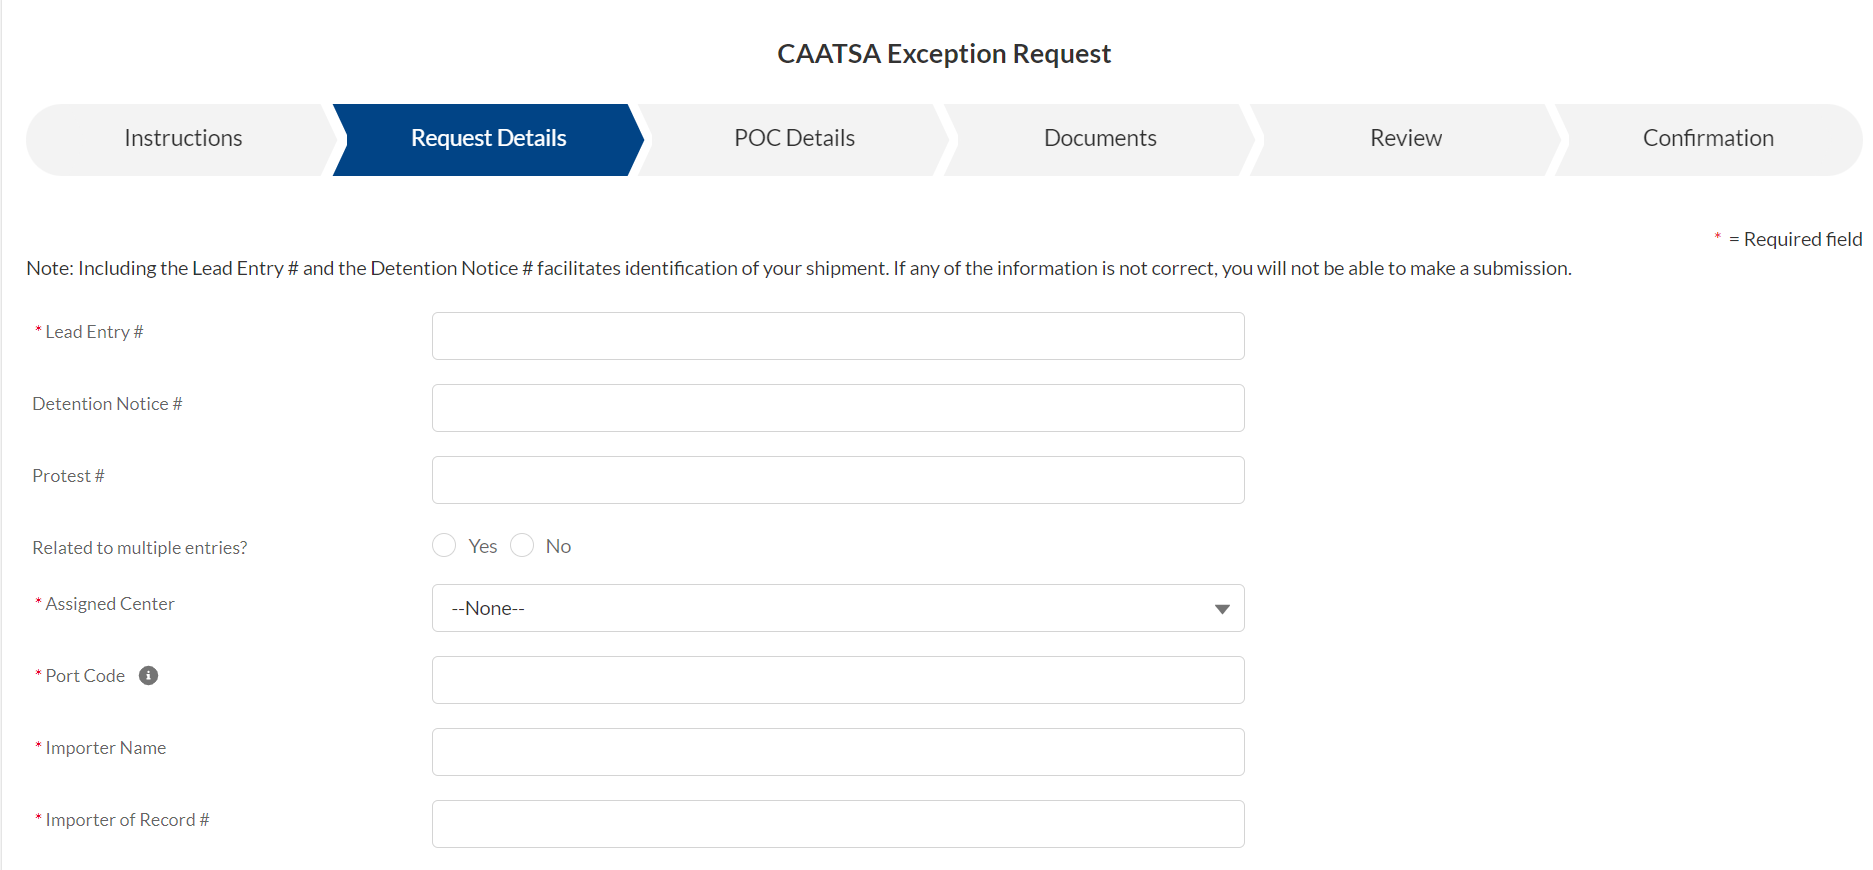 CAATSA Exception Request
Instructions
Request Details
POC Details
Documents
Review
Confirmation
* = Required field
Note: Including the Lead Entry # and the Detention Notice # facilitates identification of your shipment. If any of the information is not correct, you will not be able to make a submission.
* Lead Entry #
Detention Notice #
Protest #
Related to multiple entries?
Yes
No
* Assigned Center
--None--
* Port Code
* Importer Name
* Importer of Record #